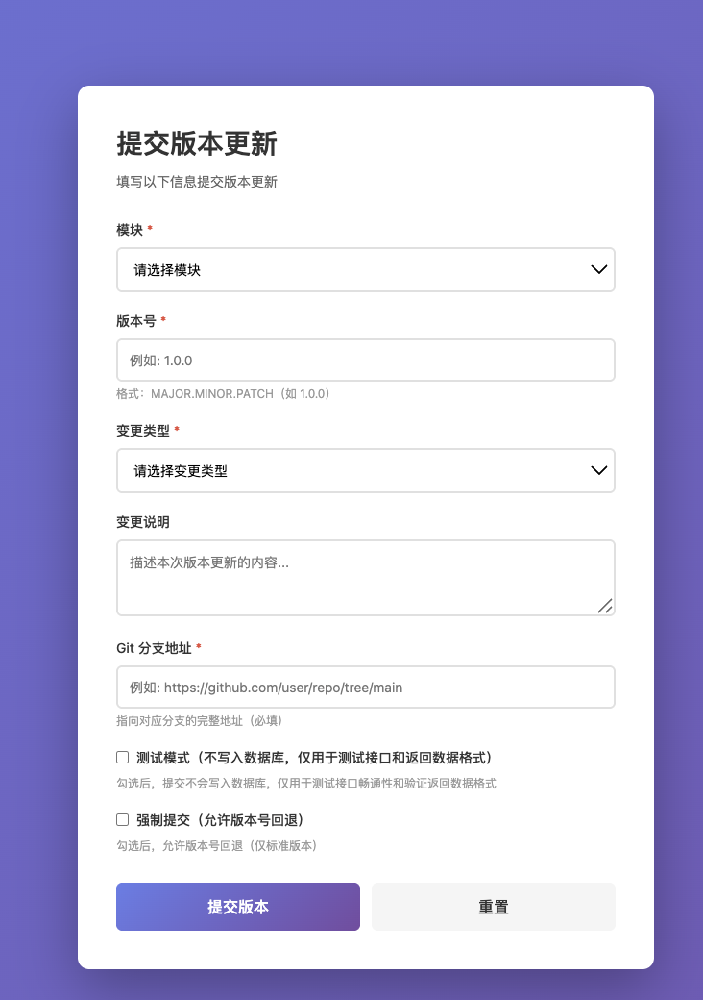 提交版本更新
填写以下信息提交版本更新
模块 *
请选择模块
版本号 *
例如: 1.0.0
格式：MAJOR.MINOR.PATCH（如 1.0.0）
变更类型 *
请选择变更类型
变更说明
描述本次版本更新的内容...
Git 分支地址 *
例如: https://github.com/user/repo/tree/main
指向对应分支的完整地址（必填）
测试模式（不写入数据库，仅用于测试接口和返回数据格式）
勾选后，提交不会写入数据库，仅用于测试接口畅通性和验证返回数据格式
强制提交（允许版本号回退）
勾选后，允许版本号回退（仅标准版本）
提交版本
重置